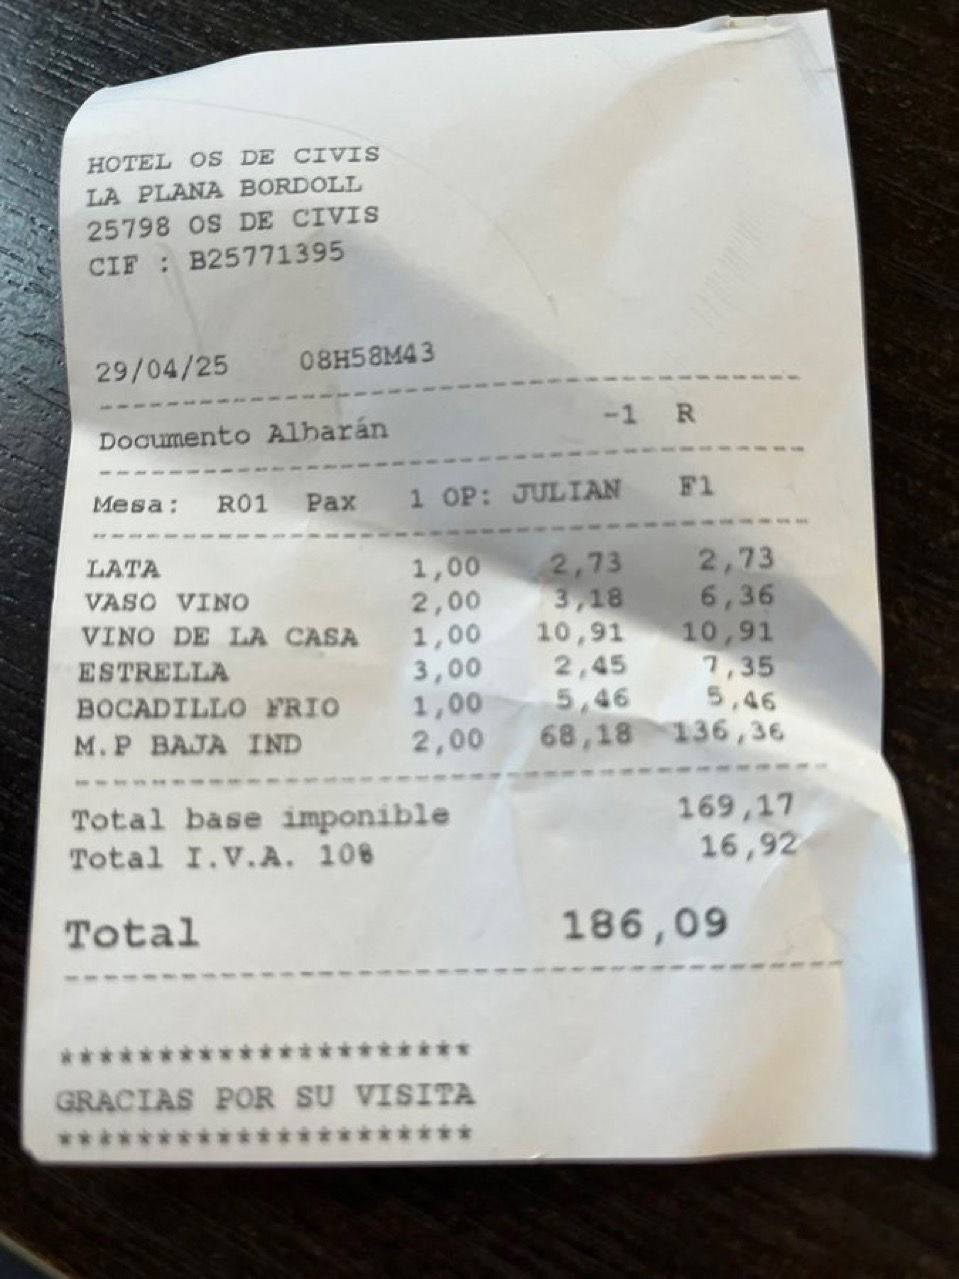 HOTEL OS DE CIVIS
LA PLANA BORDOLL
25798 OS DE CIVIS
CIF : B25771395
29/04/25 08H58M43
Documento Albarán -1 R
Mesa: R01 Pax 1 OP: JULIAN F1
LATA 1,00 2,73 2,73
VASO VINO 2,00 3,18 6,36
VINO DE LA CASA 1,00 10,91 10,91
ESTRELLA 3,00 2,45 7,35
BOCADILLO FRIO 1,00 5,46 5,46
M.P BAJA IND 2,00 68,18 136,36
Total base imponible 169,17
Total I.V.A. 10% 16,92
Total 186,09
*********************
GRACIAS POR SU VISITA
*********************